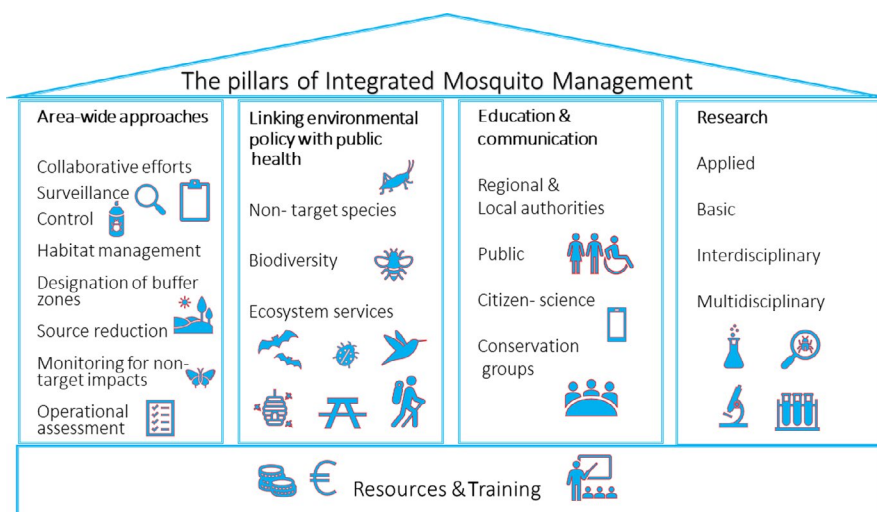 The pillars of Integrated Mosquito Management
Area-wide approaches
Collaborative efforts
Surveillance
Control
Habitat management
Designation of buffer
zones
Source reduction
Monitoring for non-
target impacts
Operational
assessment
Linking environmental
policy with public
health
Non- target species
Biodiversity
Ecosystem services
Education &
communication
Regional &
Local authorities
Public
Citizen- science
Conservation
groups
Research
Applied
Basic
Interdisciplinary
Multidisciplinary
€
Resources & Training